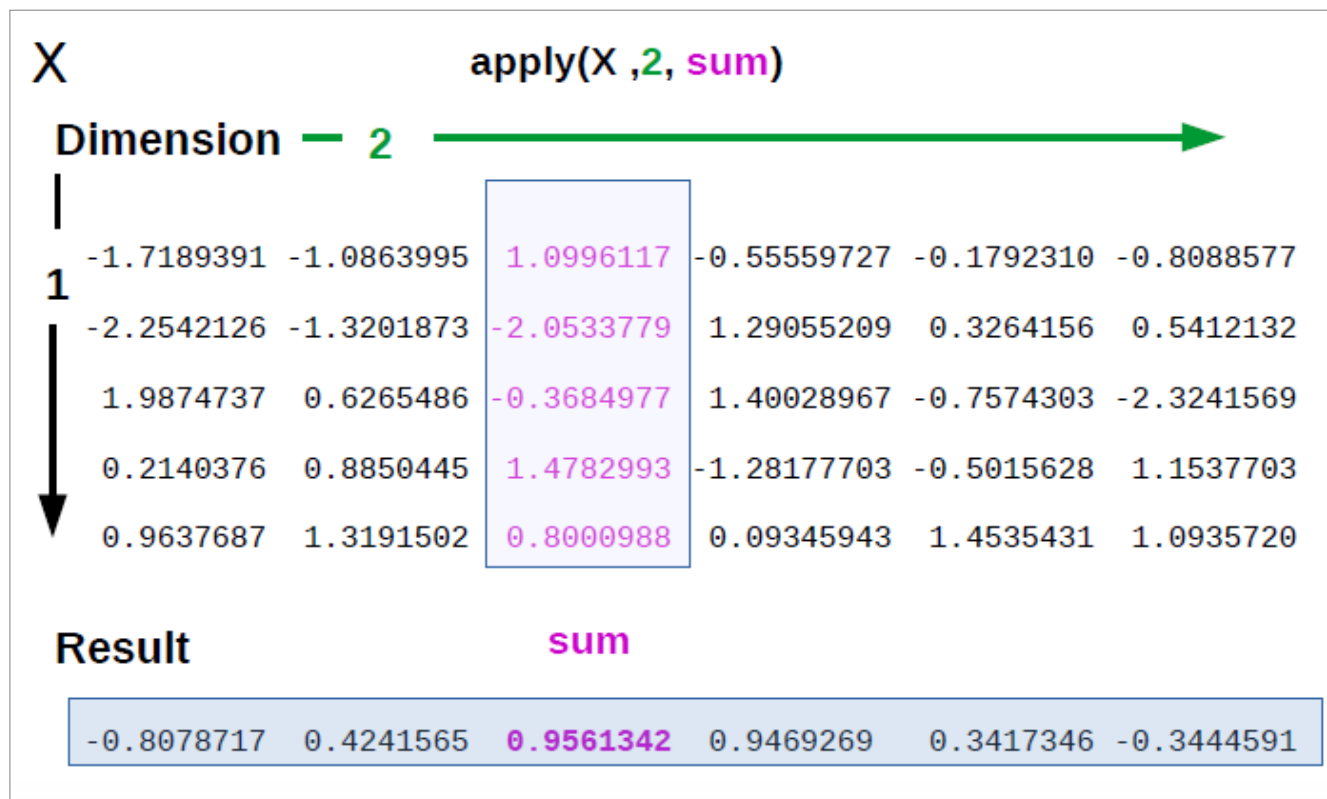 X apply(X ,2, sum)
Dimension 2
1
-1.7189391 -1.0863995 1.0996117 -0.55559727 -0.1792310 -0.8088577
-2.2542126 -1.3201873 -2.0533779 1.29055209 0.3264156 0.5412132
1.9874737 0.6265486 -0.3684977 1.40028967 -0.7574303 -2.3241569
0.2140376 0.8850445 1.4782993 -1.28177703 -0.5015628 1.1537703
0.9637687 1.3191502 0.8000988 0.09345943 1.4535431 1.0935720
Result sum
-0.8078717 0.4241565 0.9561342 0.9469269 0.3417346 -0.3444591